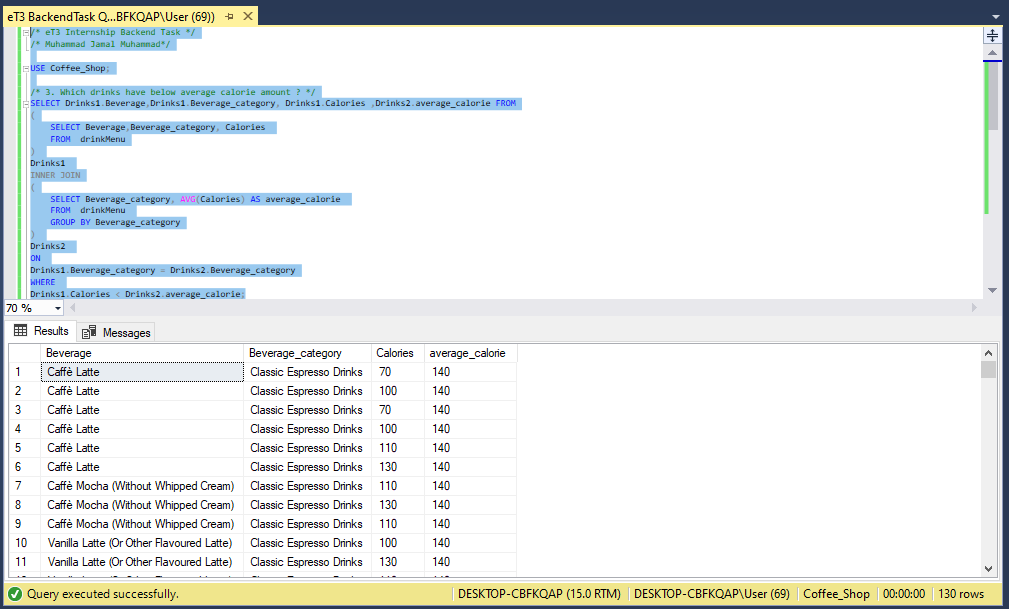 eT3 BackendTask Q...BFKQAP\User (69))
/* eT3 Internship Backend Task */
/* Muhammad Jamal Muhammad*/
USE Coffee_Shop;
/* 3. Which drinks have below average calorie amount ? */
SELECT Drinks1.Beverage,Drinks1.Beverage_category, Drinks1.Calories ,Drinks2.average_calorie FROM
(
SELECT Beverage,Beverage_category, Calories
FROM drinkMenu
)
Drinks1
INNER JOIN
(
SELECT Beverage_category, AVG(Calories) AS average_calorie
FROM drinkMenu
GROUP BY Beverage_category
)
Drinks2
ON
Drinks1.Beverage_category = Drinks2.Beverage_category
WHERE
Drinks1.Calories < Drinks2.average_calorie;
70 %
Results Messages
Beverage Beverage_category Calories average_calorie
1 Caffè Latte Classic Espresso Drinks 70 140
2 Caffè Latte Classic Espresso Drinks 100 140
3 Caffè Latte Classic Espresso Drinks 70 140
4 Caffè Latte Classic Espresso Drinks 100 140
5 Caffè Latte Classic Espresso Drinks 110 140
6 Caffè Latte Classic Espresso Drinks 130 140
7 Caffè Mocha (Without Whipped Cream) Classic Espresso Drinks 110 140
8 Caffè Mocha (Without Whipped Cream) Classic Espresso Drinks 130 140
9 Caffè Mocha (Without Whipped Cream) Classic Espresso Drinks 110 140
10 Vanilla Latte (Or Other Flavoured Latte) Classic Espresso Drinks 100 140
11 Vanilla Latte (Or Other Flavoured Latte) Classic Espresso Drinks 130 140
Query executed successfully. DESKTOP-CBFKQAP (15.0 RTM) DESKTOP-CBFKQAP\User (69) Coffee_Shop 00:00:00 130 rows